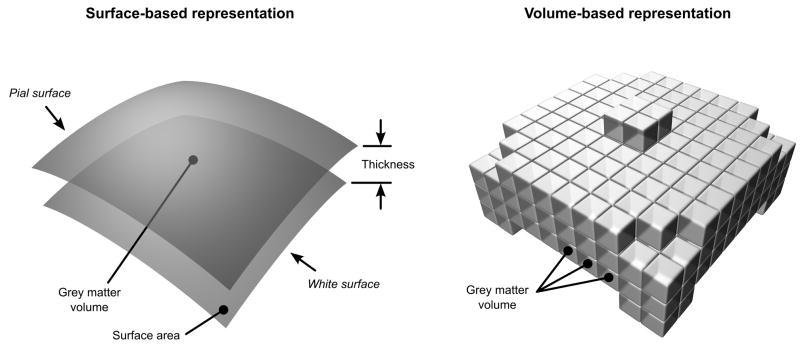 Surface-based representation
Volume-based representation
Pial surface
Thickness
White surface
Grey matter
volume
Surface area
Grey matter
volume